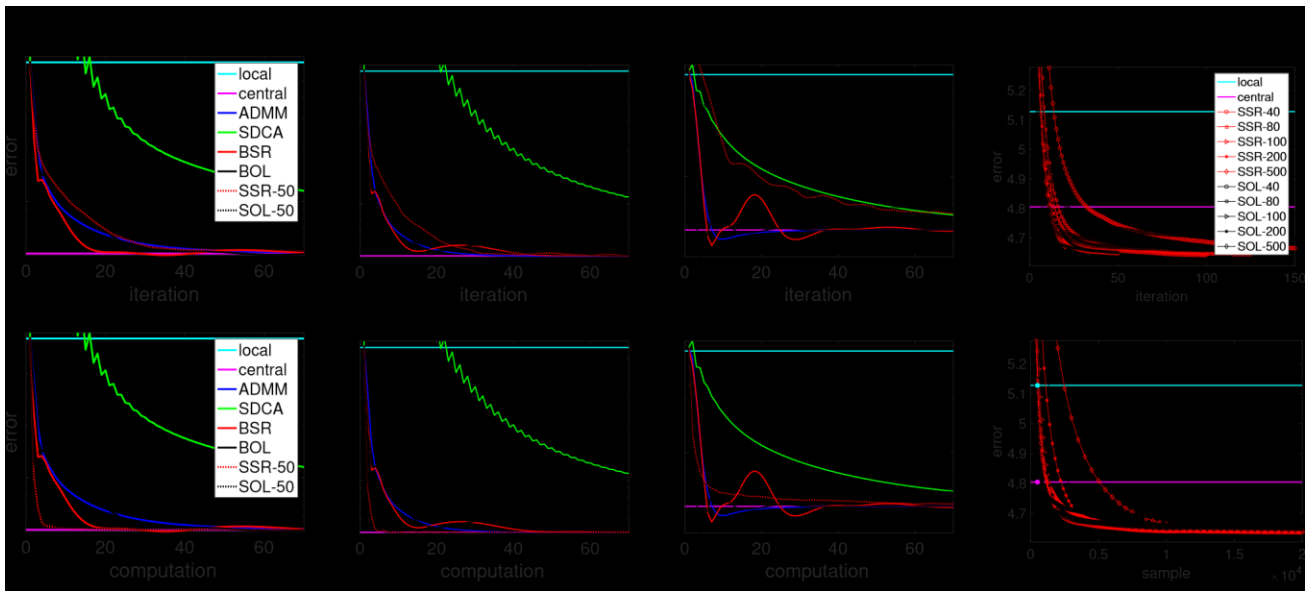 error
local
central
ADMM
SDCA
BSR
BOL
SSR-50
SOL-50
0 20 40 60
iteration
0 20 40 60
iteration
0 20 40 60
iteration
error
5.2
5.1
5
4.9
4.8
4.7
local
central
SSR-40
SSR-80
SSR-100
SSR-200
SSR-500
SOL-40
SOL-80
SOL-100
SOL-200
SOL-500
0 50 100 150
iteration
error
local
central
ADMM
SDCA
BSR
BOL
SSR-50
SOL-50
0 20 40 60
computation
0 20 40 60
computation
0 20 40 60
computation
error
5.2
5.1
5
4.9
4.8
4.7
0 0.5 1 1.5 2
sample
× 10^4